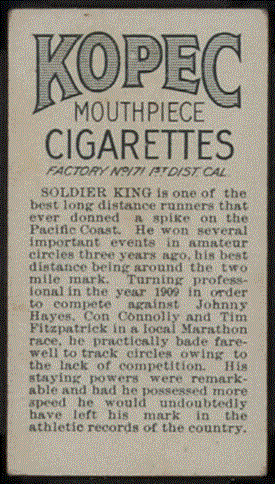 KOPEC
MOUTHPIECE
CIGARETTES
FACTORY Nº171 1ST DIST. CAL.
SOLDIER KING is one of the
best long distance runners that
ever donned a spike on the
Pacific Coast. He won several
important events in amateur
circles three years ago, his best
distance being around the two
mile mark. Turning profess-
ional in the year 1909 in order
to compete against Johnny
Hayes, Con Connolly and Tim
Fitzpatrick in a local Marathon
race, he practically bade fare-
well to track circles owing to
the lack of competition. His
staying powers were remark-
able and had he possessed more
speed he would undoubtedly
have left his mark in the
athletic records of the country.